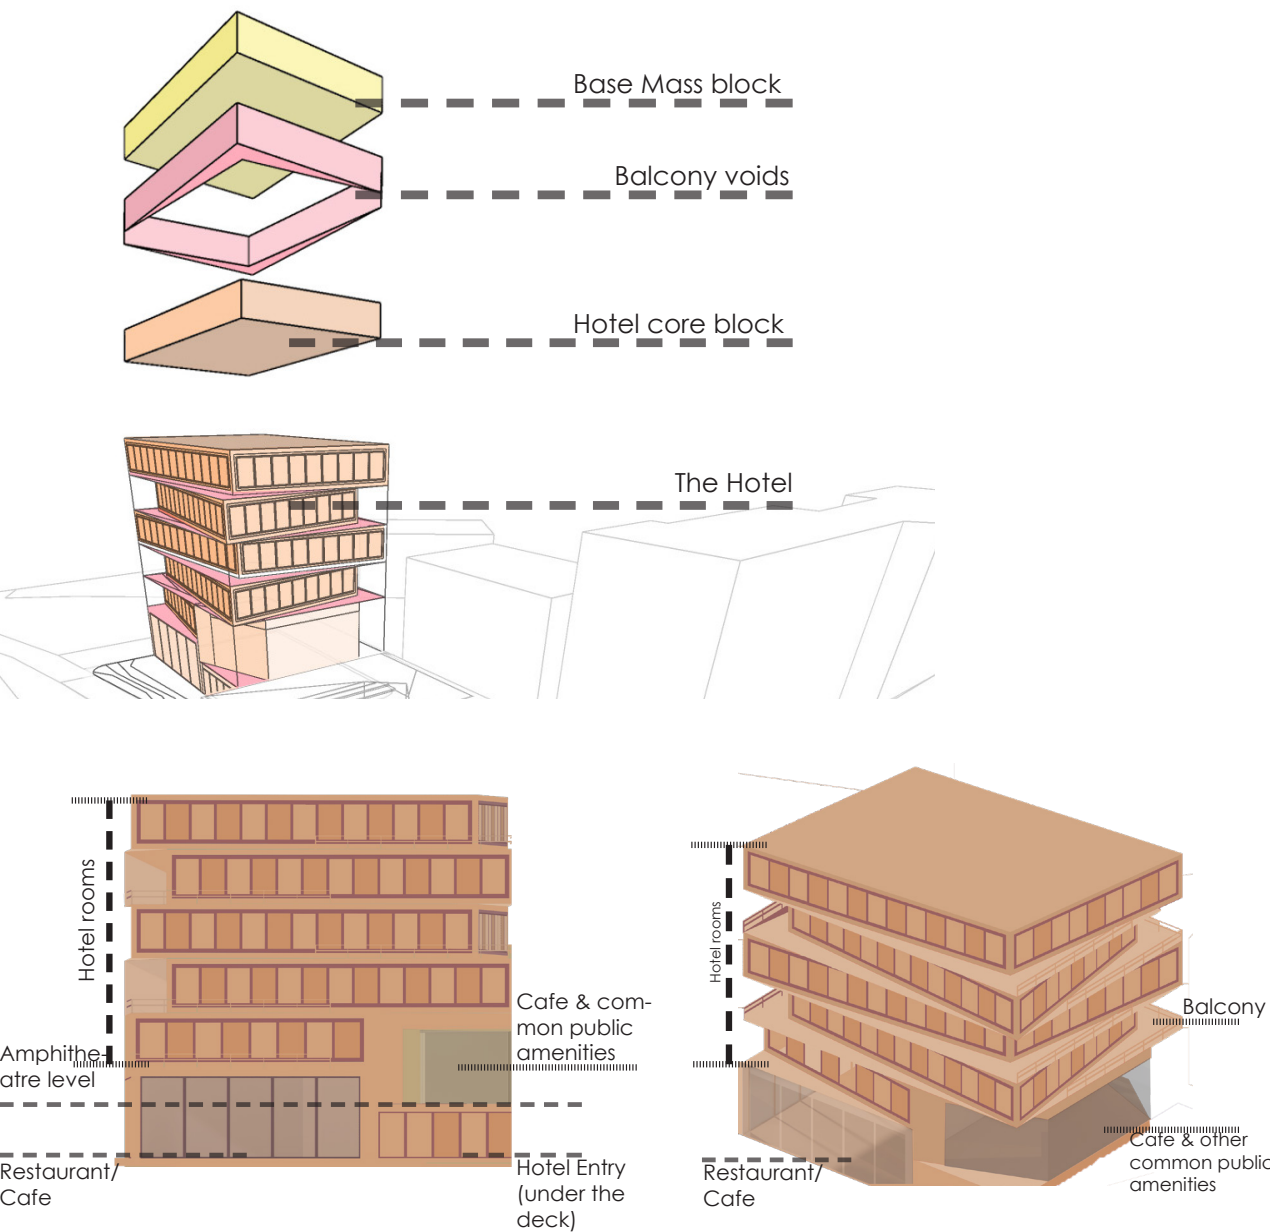 Base Mass block
Balcony voids
Hotel core block
The Hotel
Hotel rooms
Amphithe-
atre level
Restaurant/
Cafe
Cafe & com-
mon public
amenities
Hotel Entry
(under the
deck)
Hotel rooms
Balcony
Restaurant/
Cafe
Cafe & other
common public
amenities